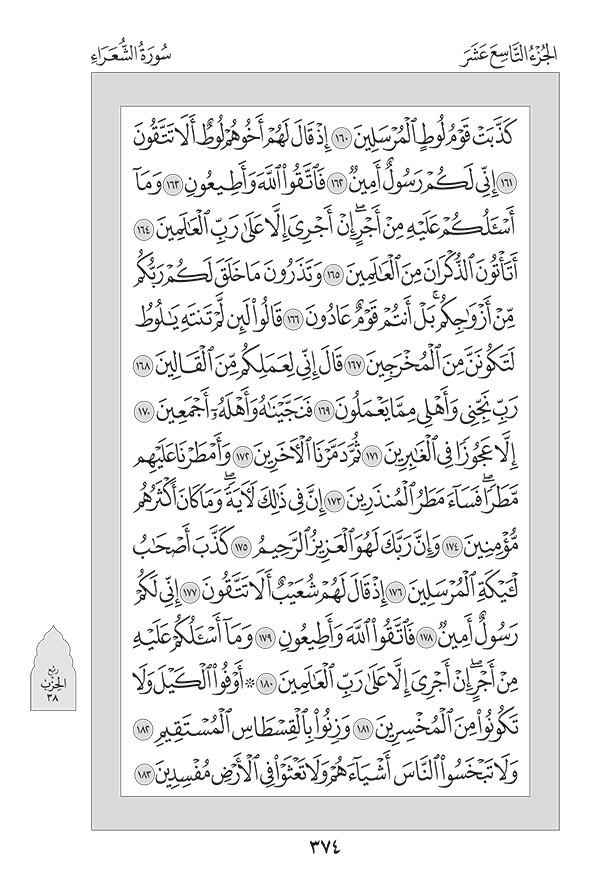 الجُزْءُ التَّاسِعَ عَشَرَ
سُورَةُ الشُّعَرَاءِ
كَذَّبَتْ قَوْمُ لُوطٍ ٱلْمُرْسَلِينَ ١٦٠ إِذْ قَالَ لَهُمْ أَخُوهُمْ لُوطٌ أَلَا تَتَّقُونَ
١٦١ إِنِّي لَكُمْ رَسُولٌ أَمِينٌ ١٦٢ فَٱتَّقُوا۟ ٱللَّهَ وَأَطِيعُونِ ١٦٣ وَمَآ
أَسْـَٔلُكُمْ عَلَيْهِ مِنْ أَجْرٍ ۖ إِنْ أَجْرِىَ إِلَّا عَلَىٰ رَبِّ ٱلْعَٰلَمِينَ ١٦٤
أَتَأْتُونَ ٱلذُّكْرَانَ مِنَ ٱلْعَٰلَمِينَ ١٦٥ وَتَذَرُونَ مَا خَلَقَ لَكُمْ رَبُّكُم
مِّنْ أَزْوَٰجِكُم ۚ بَلْ أَنتُمْ قَوْمٌ عَادُونَ ١٦٦ قَالُوا۟ لَئِن لَّمْ تَنتَهِ يَٰلُوطُ
لَتَكُونَنَّ مِنَ ٱلْمُخْرَجِينَ ١٦٧ قَالَ إِنِّى لِعَمَلِكُم مِّنَ ٱلْقَالِينَ ١٦٨
رَبِّ نَجِّنِى وَأَهْلِى مِمَّا يَعْمَلُونَ ١٦٩ فَنَجَّيْنَٰهُ وَأَهْلَهُۥٓ أَجْمَعِينَ ١٧٠
إِلَّا عَجُوزًا فِى ٱلْغَٰبِرِينَ ١٧١ ثُمَّ دَمَّرْنَا ٱلْءَاخَرِينَ ١٧٢ وَأَمْطَرْنَا عَلَيْهِم
مَّطَرًا ۖ فَسَآءَ مَطَرُ ٱلْمُنذَرِينَ ١٧٣ إِنَّ فِى ذَٰلِكَ لَءَايَةً ۖ وَمَا كَانَ أَكْثَرُهُم
مُّؤْمِنِينَ ١٧٤ وَإِنَّ رَبَّكَ لَهُوَ ٱلْعَزِيزُ ٱلرَّحِيمُ ١٧٥ كَذَّبَ أَصْحَٰبُ
لْـَٔيْكَةِ ٱلْمُرْسَلِينَ ١٧٦ إِذْ قَالَ لَهُمْ شُعَيْبٌ أَلَا تَتَّقُونَ ١٧٧ إِنِّى لَكُمْ
رَسُولٌ أَمِينٌ ١٧٨ فَٱتَّقُوا۟ ٱللَّهَ وَأَطِيعُونِ ١٧٩ وَمَآ أَسْـَٔلُكُمْ عَلَيْهِ
مِنْ أَجْرٍ ۖ إِنْ أَجْرِىَ إِلَّا عَلَىٰ رَبِّ ٱلْعَٰلَمِينَ ١٨٠ ۞ أَوْفُوا۟ ٱلْكَيْلَ وَلَا
تَكُونُوا۟ مِنَ ٱلْمُخْسِرِينَ ١٨١ وَزِنُوا۟ بِٱلْقِسْطَاسِ ٱلْمُسْتَقِيمِ ١٨٢
وَلَا تَبْخَسُوا۟ ٱلنَّاسَ أَشْيَآءَهُمْ وَلَا تَعْثَوْا۟ فِى ٱلْأَرْضِ مُفْسِدِينَ ١٨٣
رُبْع
الحِزْبِ
٣٨
٣٧٤